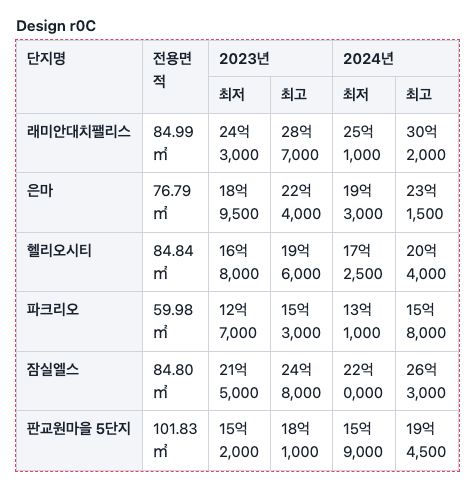 Design r0C
단지명 전용면 2023년 2024년
적
최저 최고 최저 최고
래미안대치팰리스 84.99 24억 28억 25억 30억
㎡ 3,000 7,000 1,000 2,000
은마 76.79 18억 22억 19억 23억
㎡ 9,500 4,000 3,000 1,500
헬리오시티 84.84 16억 19억 17억 20억
㎡ 8,000 6,000 2,500 4,000
파크리오 59.98 12억 15억 13억 15억
㎡ 7,000 3,000 1,000 8,000
잠실엘스 84.80 21억 24억 22억 26억
㎡ 5,000 8,000 0,000 3,000
판교원마을 5단지 101.83 15억 18억 15억 19억
㎡ 2,000 1,000 9,000 4,500